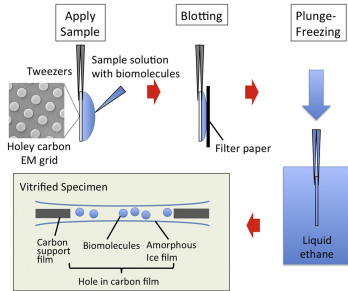 Apply
Sample
Blotting
Plunge-
Freezing
Tweezers
Sample solution
with biomolecules
Holey carbon
EM grid
Filter paper
Liquid
ethane
Vitrified Specimen
Carbon
support
film
Biomolecules
Amorphous
Ice film
Hole in carbon film